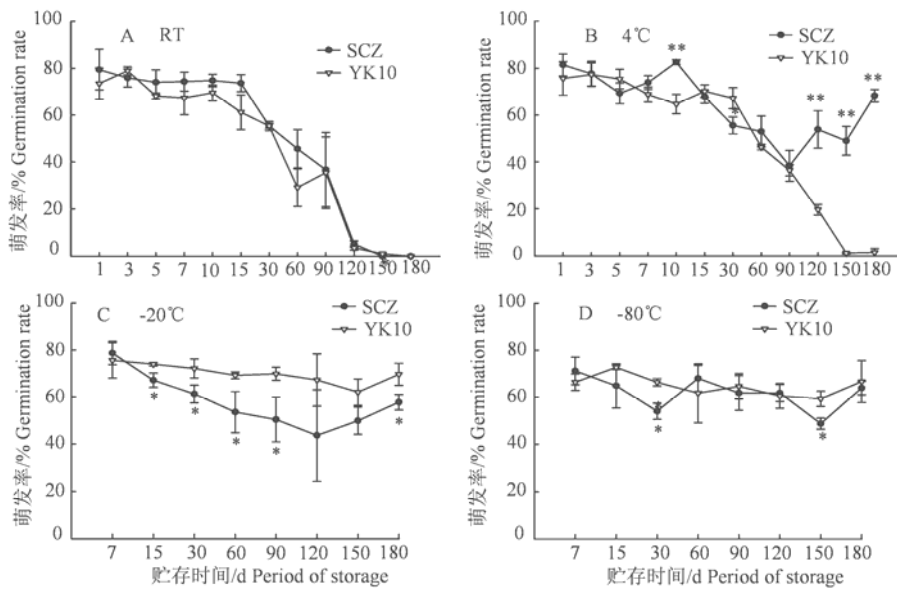 A RT
SCZ
YK10
萌发率/% Germination rate
100
80
60
40
20
0
1 3 5 7 10 15 30 60 90 120 150 180
*
B 4℃
SCZ
YK10
萌发率/% Germination rate
100
80
60
40
20
0
1 3 5 7 10 15 30 60 90 120 150 180
**
*
**
**
**
C -20℃
SCZ
YK10
萌发率/% Germination rate
100
80
60
40
20
0
7 15 30 60 90 120 150 180
* * * * *
贮存时间/d Period of storage
D -80℃
SCZ
YK10
萌发率/% Germination rate
100
80
60
40
20
0
7 15 30 60 90 120 150 180
* *
贮存时间/d Period of storage